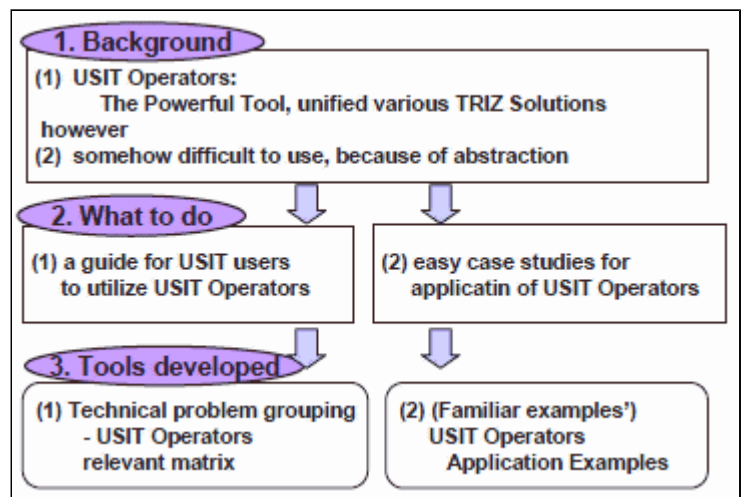 1. Background
(1) USIT Operators:
The Powerful Tool, unified various TRIZ Solutions
however
(2) somehow difficult to use, because of abstraction
2. What to do
(1) a guide for USIT users
to utilize USIT Operators
(2) easy case studies for
applicatin of USIT Operators
3. Tools developed
(1) Technical problem grouping
- USIT Operators
relevant matrix
(2) (Familiar examples’)
USIT Operators
Application Examples